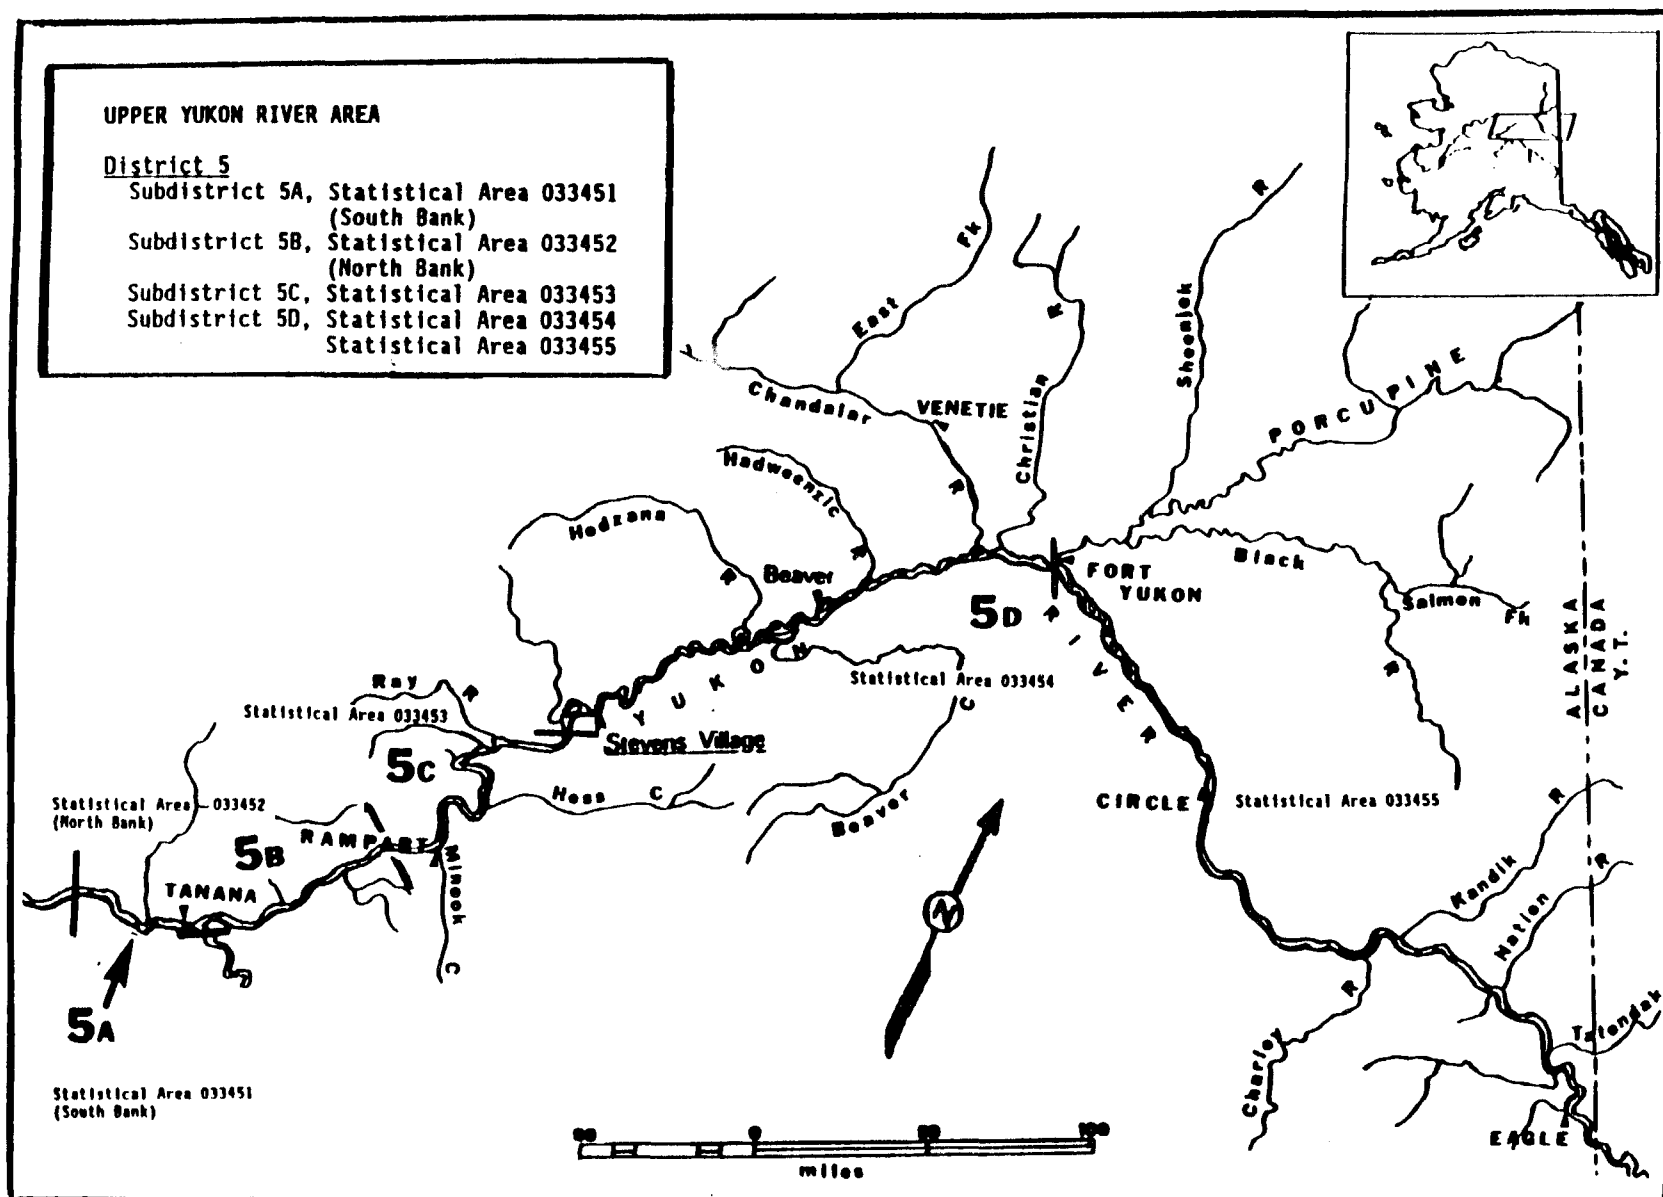 UPPER YUKON RIVER AREA
District 5
Subdistrict 5A, Statistical Area 033451
(South Bank)
Subdistrict 5B, Statistical Area 033452
(North Bank)
Subdistrict 5C, Statistical Area 033453
Subdistrict 5D, Statistical Area 033454
Statistical Area 033455
East Fk
Chandalar R
VENETIE
Christian R
Sheenjek R
PORCUPINE
Hadweenzic R
Hodzana R
Beaver
Black R
Salmon Fk
FORT
YUKON
5D
YUKON RIVER
ALASKA
CANADA
Y.T.
Ray R
Statistical Area 033453
Statistical Area 033454
Stevens Village
5C
Hess C
Beaver C
CIRCLE
Statistical Area 033455
Statistical Area 033452
(North Bank)
RAMPART
5B
TANANA
Minook C
Kandik R
Nation R
N
5A
Charley R
Tatonduk
Statistical Area 033451
(South Bank)
EAGLE
50 0 50 100
miles